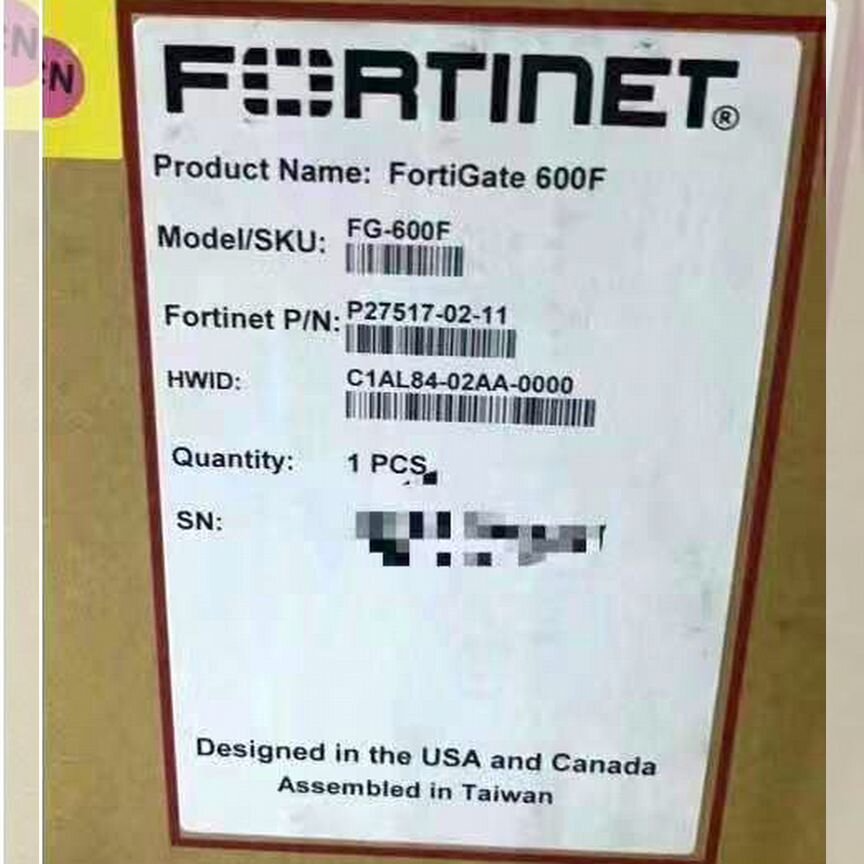 N
FORTINET®
Product Name: FortiGate 600F
Model/SKU: FG-600F
Fortinet P/N: P27517-02-11
HWID: C1AL84-02AA-0000
Quantity: 1 PCS
SN:
Designed in the USA and Canada
Assembled in Taiwan